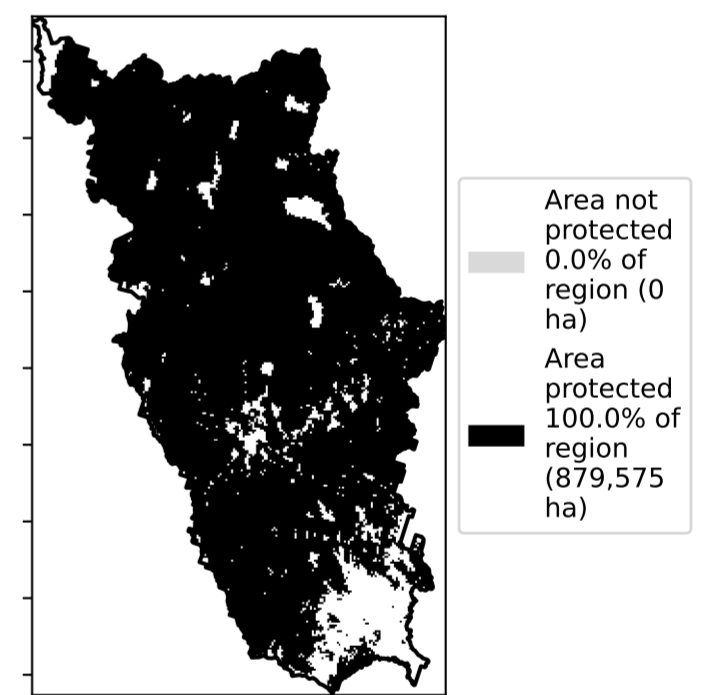 Area not
protected
0.0% of
region (0
ha)
Area
protected
100.0% of
region
(879,575
ha)